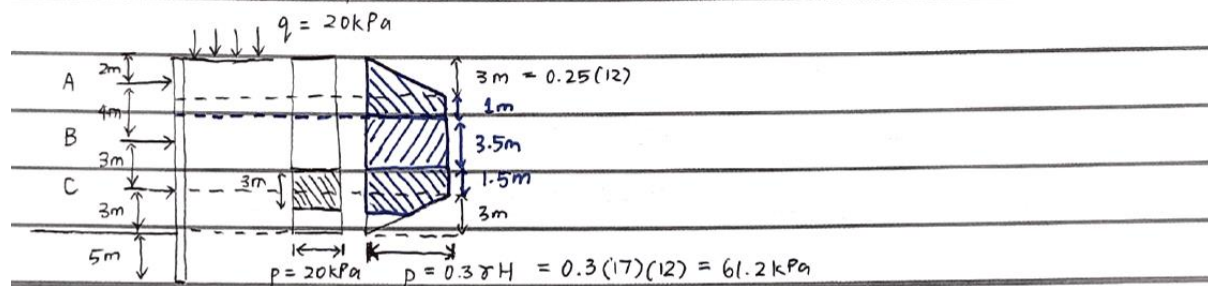 q = 20kPa
A 2m 3m = 0.25(12)
4m 1m
B 3.5m
3m 1.5m
C 3m
3m 3m
5m p = 20kPa p = 0.3γH = 0.3(17)(12) = 61.2kPa